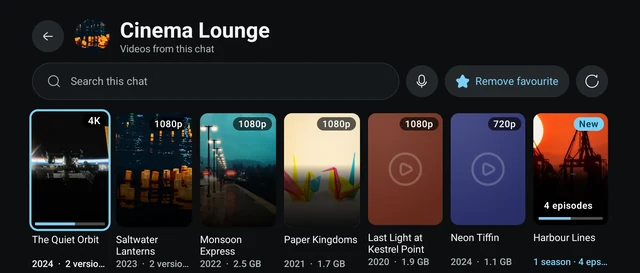 Cinema Lounge
Videos from this chat
Search this chat
Remove favourite
4K
1080p
1080p
1080p
1080p
720p
New
4 episodes
The Quiet Orbit
2024 · 2 versio...
Saltwater
Lanterns
2023 · 2 versio...
Monsoon
Express
2022 · 2.5 GB
Paper Kingdoms
2021 · 1.7 GB
Last Light at
Kestrel Point
2020 · 1.9 GB
Neon Tiffin
2024 · 1.1 GB
Harbour Lines
1 season · 4 eps...